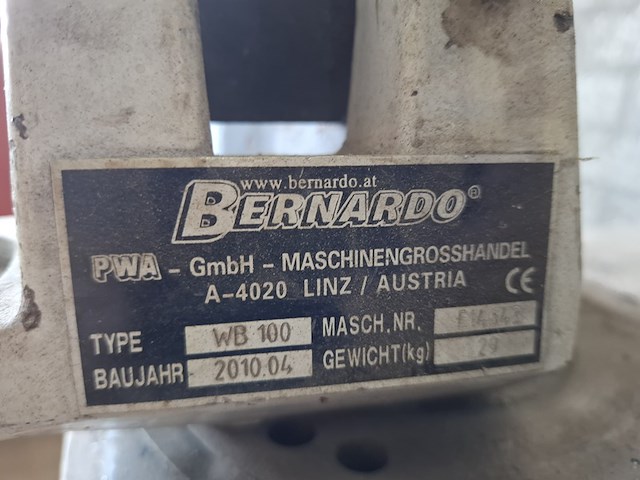 www.bernardo.at
BERNARDO®
PWA - GmbH - MASCHINENGROSSHANDEL
A-4020 LINZ / AUSTRIA CE
TYPE WB 100 MASCH.NR.
BAUJAHR 2010.04 GEWICHT(kg) 29